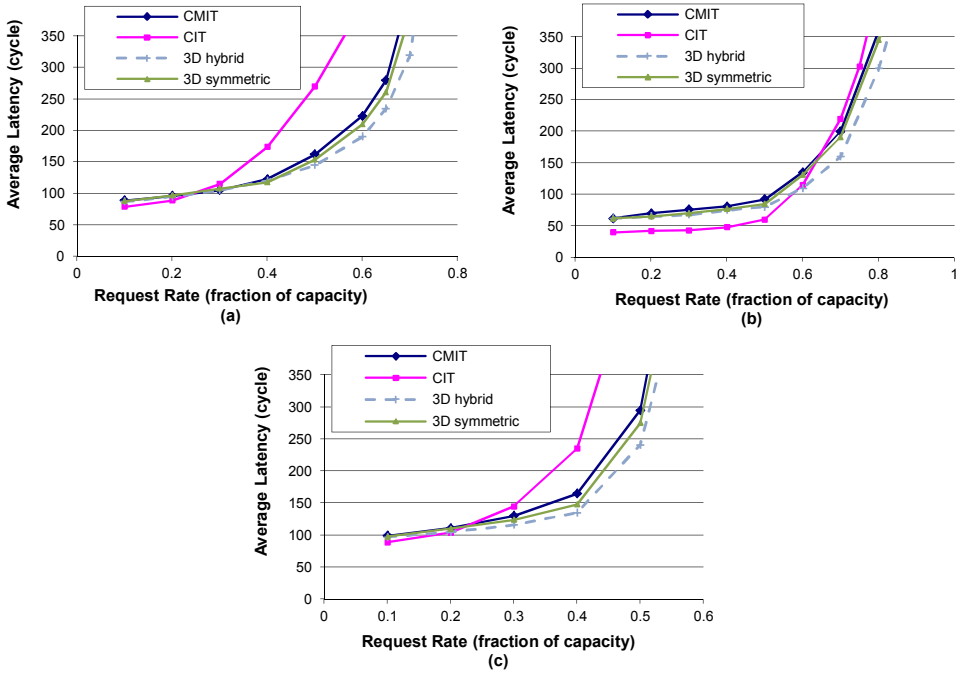 CMIT
CIT
3D hybrid
3D symmetric
Average Latency (cycle)
350
300
250
200
150
100
50
0
0 0.2 0.4 0.6 0.8
Request Rate (fraction of capacity)
(a)
CMIT
CIT
3D hybrid
3D symmetric
Average Latency (cycle)
350
300
250
200
150
100
50
0
0 0.2 0.4 0.6 0.8 1
Request Rate (fraction of capacity)
(b)
CMIT
CIT
3D hybrid
3D symmetric
Average Latency (cycle)
350
300
250
200
150
100
50
0
0 0.1 0.2 0.3 0.4 0.5 0.6
Request Rate (fraction of capacity)
(c)